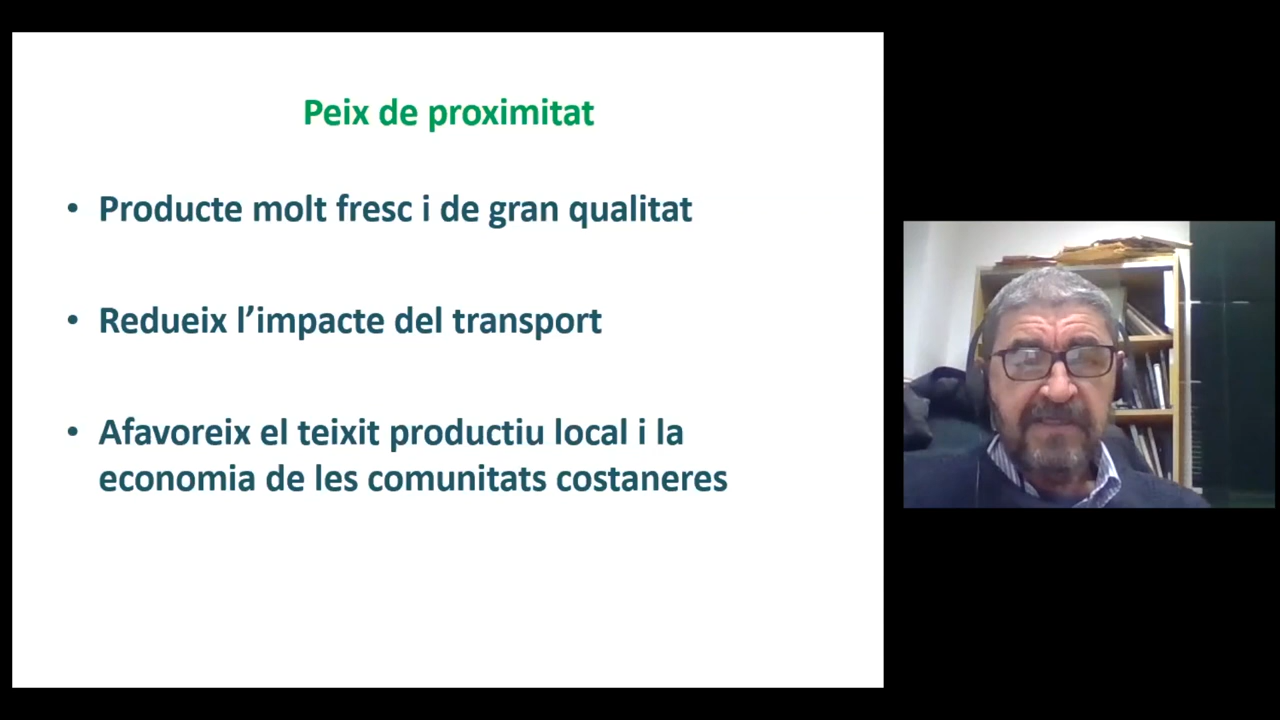 Peix de proximitat
• Producte molt fresc i de gran qualitat
• Redueix l’impacte del transport
• Afavoreix el teixit productiu local i la
economia de les comunitats costaneres